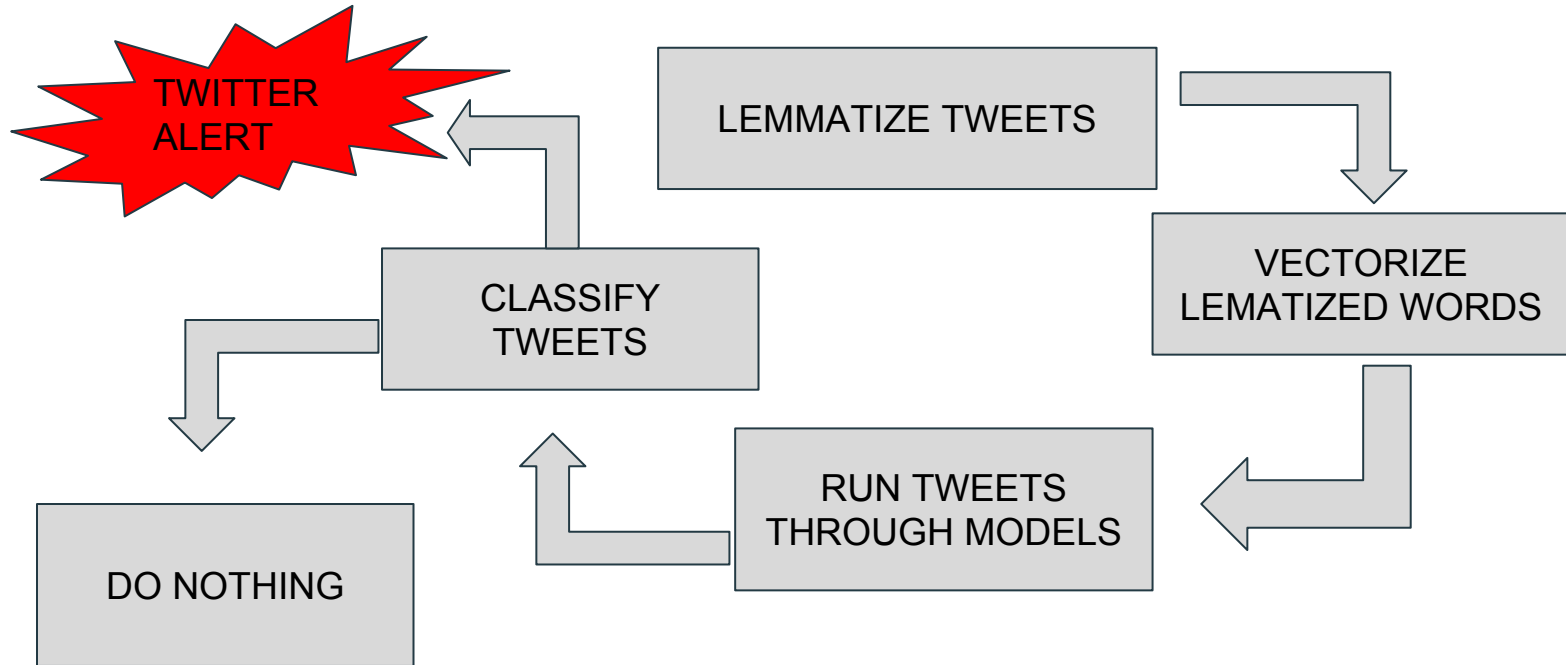 TWITTER
ALERT
LEMMATIZE TWEETS
VECTORIZE
LEMATIZED WORDS
CLASSIFY
TWEETS
RUN TWEETS
THROUGH MODELS
DO NOTHING